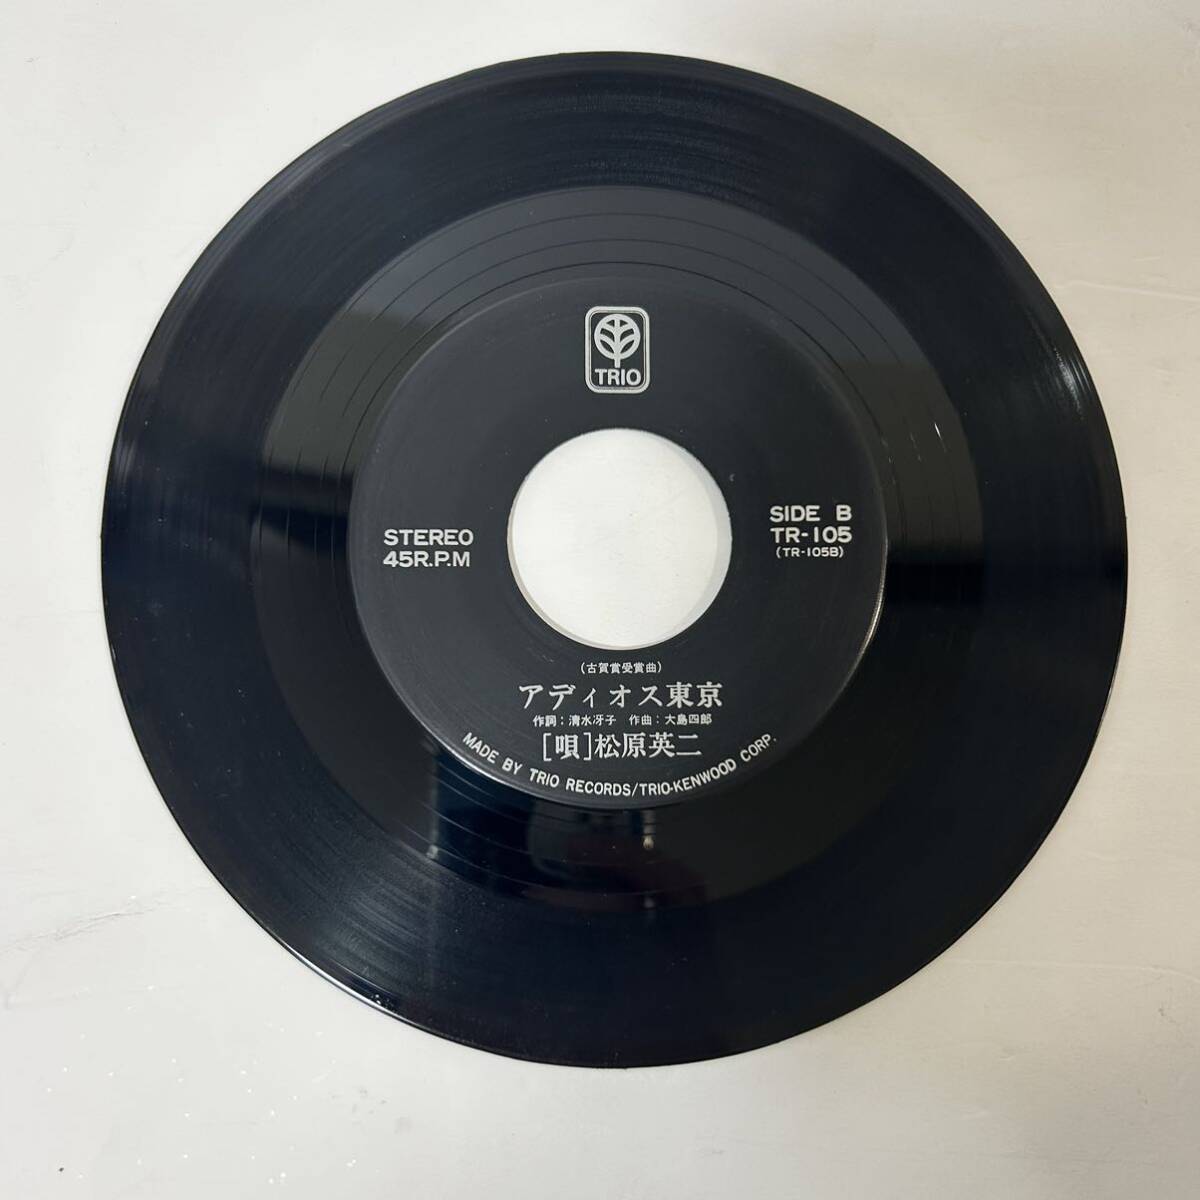 TRIO
STEREO
45R.P.M
SIDE B
TR-105
(TR-105B)
(古賀賞受賞曲)
アディオス東京
作詞:清水冴子 作曲:大島四郎
[唄]松原英二
MADE BY TRIO RECORDS/TRIO-KENWOOD CORP.